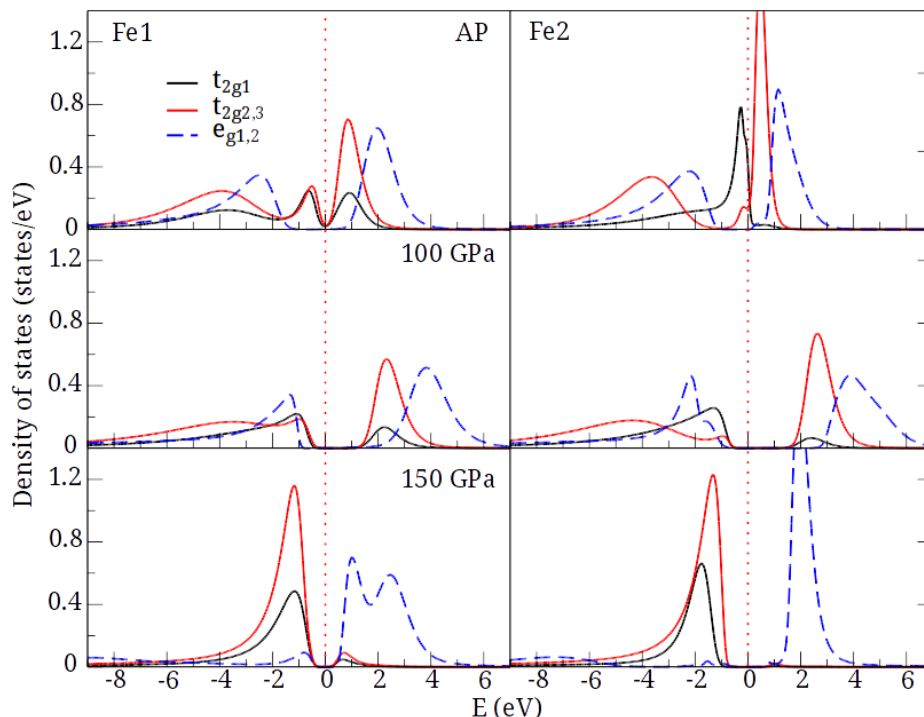 Fe1 AP Fe2
t2g1
t2g2,3
eg1,2
100 GPa
150 GPa
Density of states (states/eV)
1.2
0.8
0.4
0
1.2
0.8
0.4
0
1.2
0.8
0.4
0
-8 -6 -4 -2 0 2 4 6 -8 -6 -4 -2 0 2 4 6
E (eV)